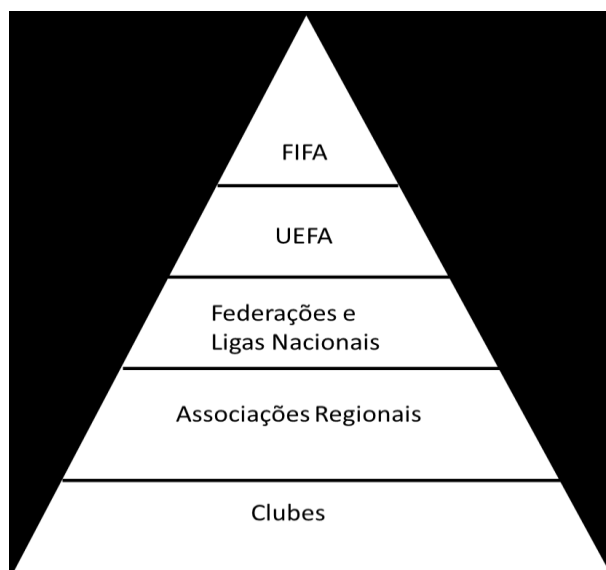 FIFA
UEFA
Federações e
Ligas Nacionais
Associações Regionais
Clubes